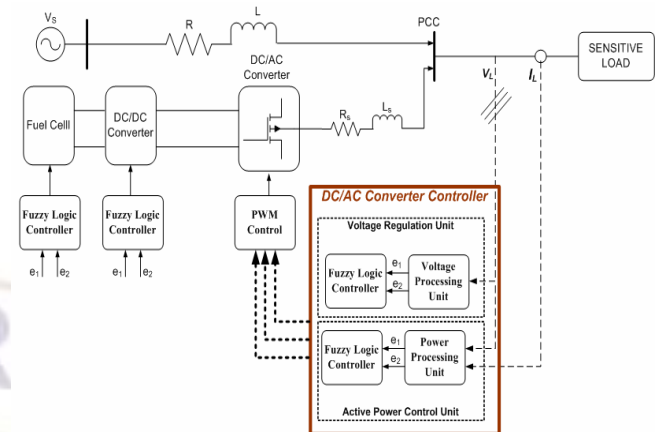 Vs
R
L
PCC
DC/AC
Converter
SENSITIVE
LOAD
VL
IL
Fuel Celll
DC/DC
Converter
Rs
Ls
Fuzzy Logic
Controller
Fuzzy Logic
Controller
PWM
Control
e1
e2
e1
e2
DC/AC Converter Controller
Voltage Regulation Unit
Fuzzy Logic
Controller
e1
e2
Voltage
Processing
Unit
Fuzzy Logic
Controller
e1
e2
Power
Processing
Unit
Active Power Control Unit